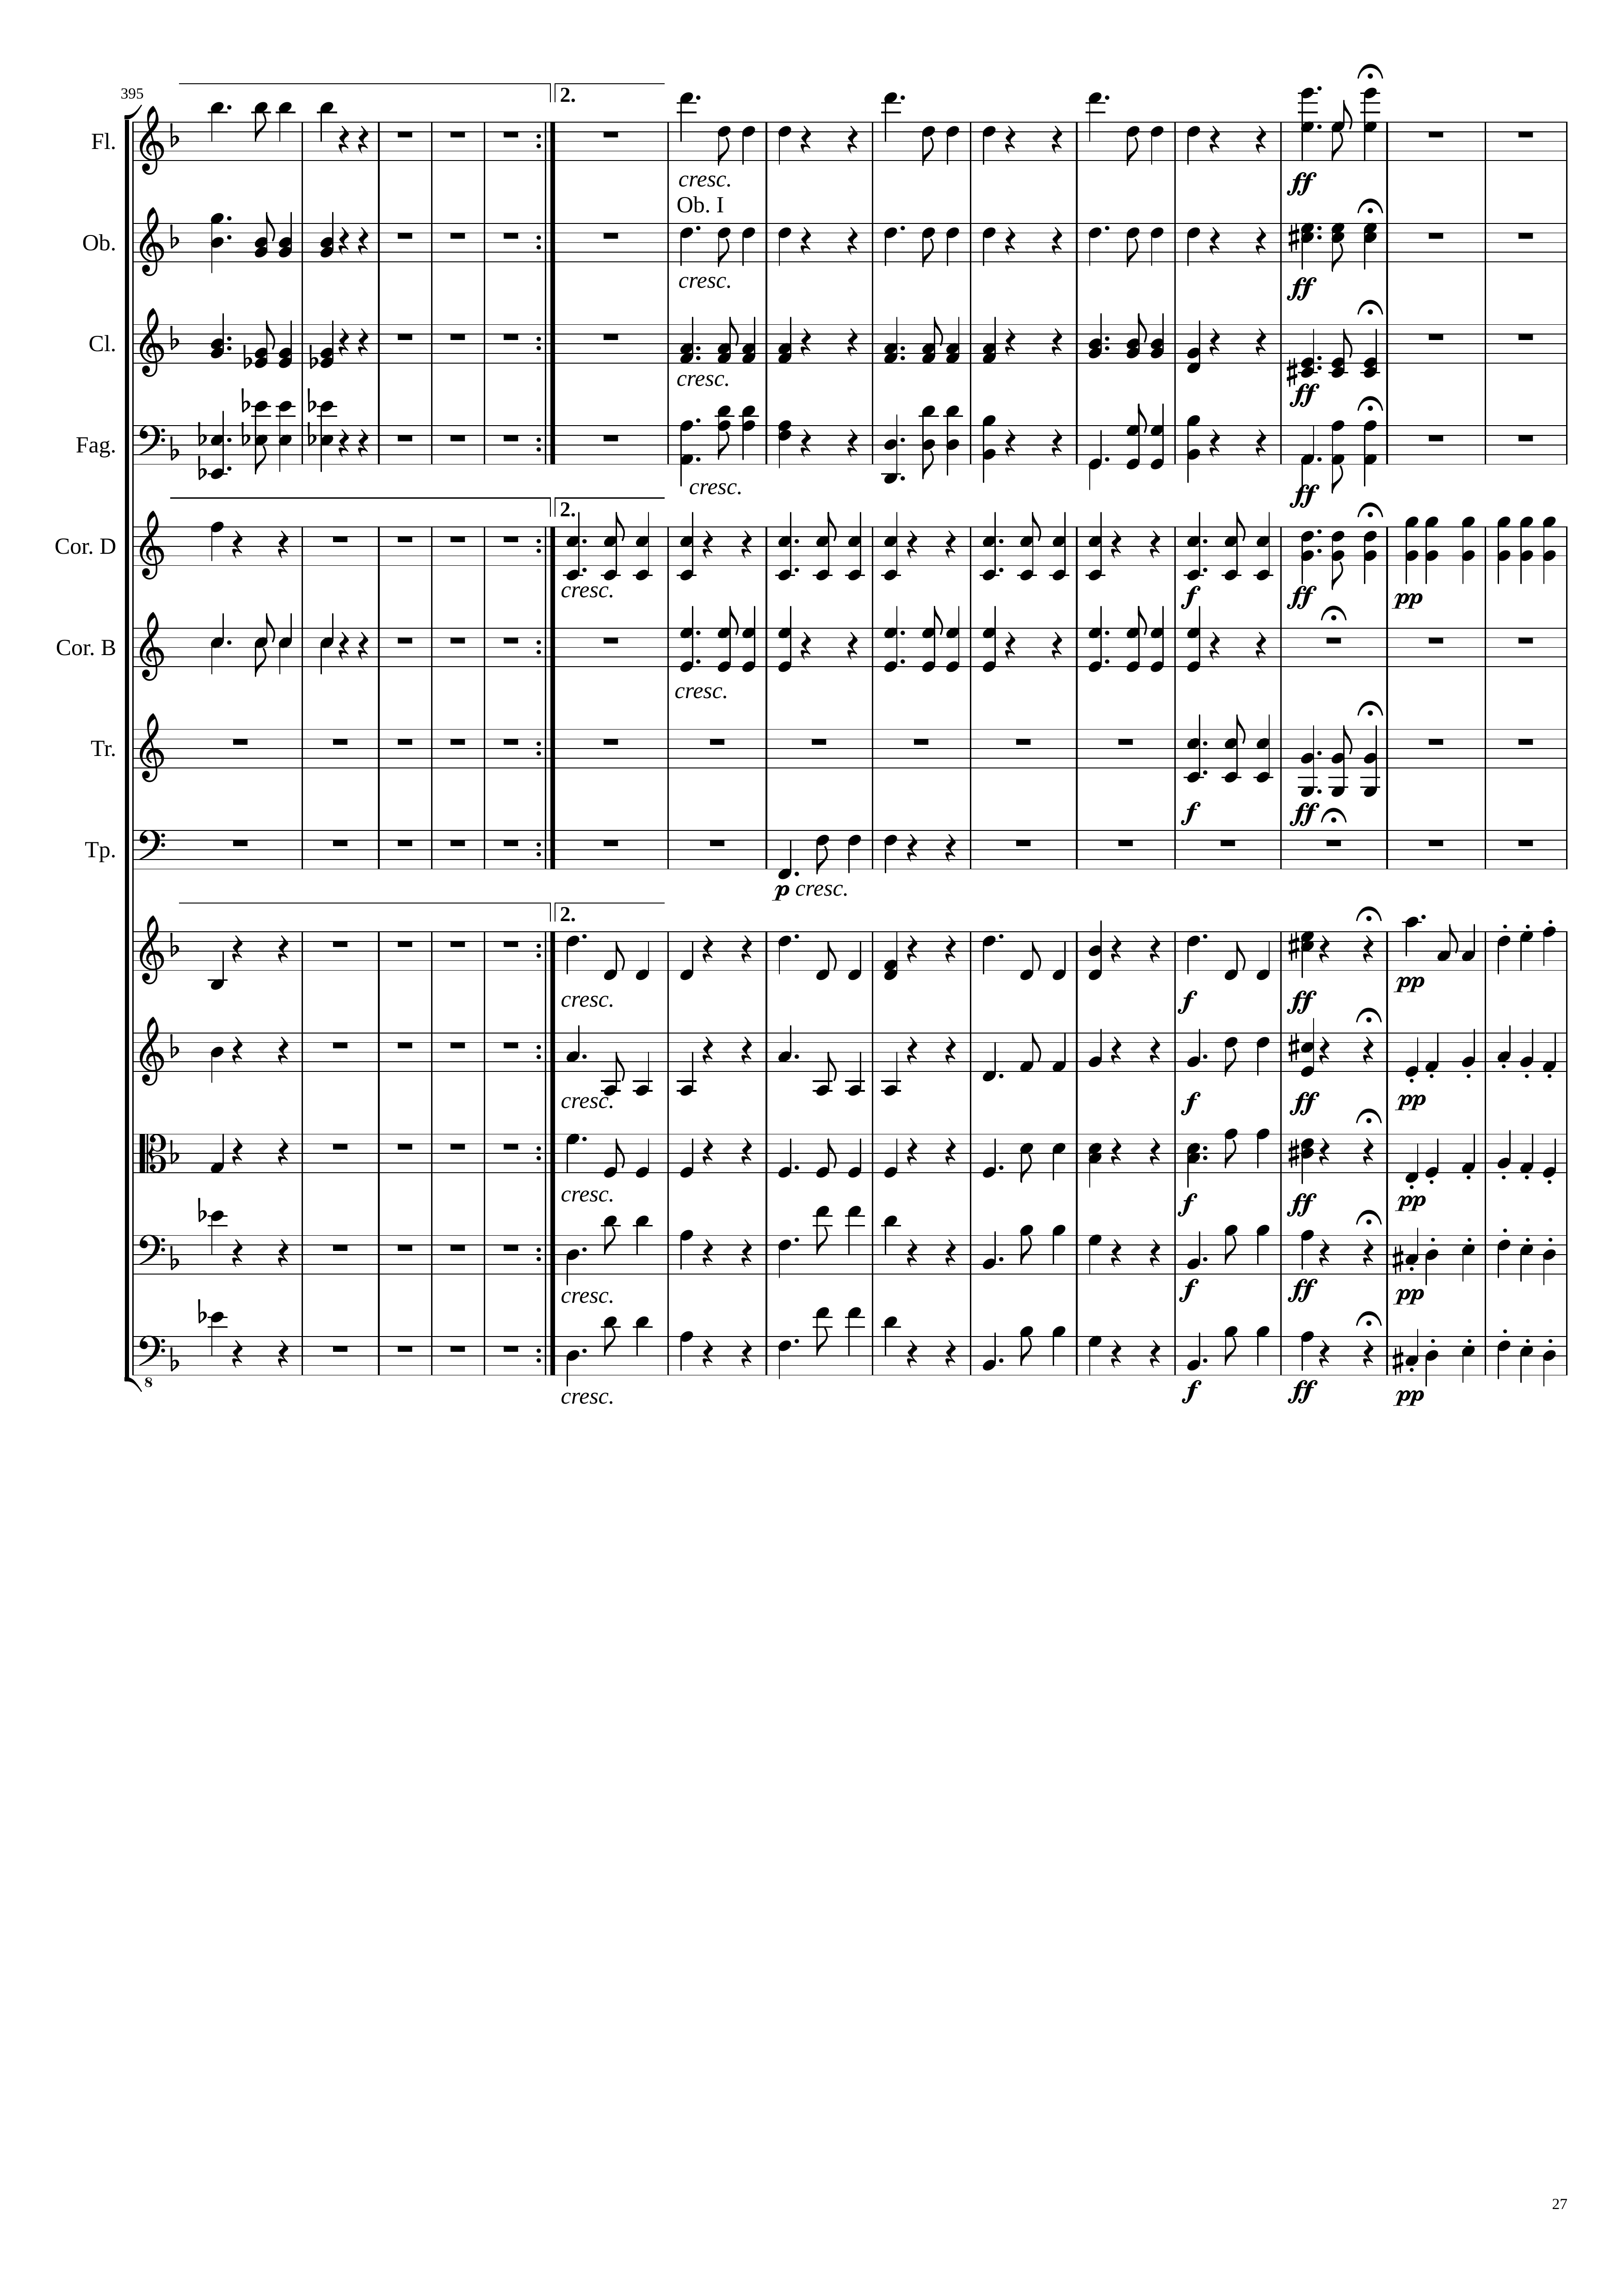 395
2.
Fl.
cresc.
Ob. I
ff
Ob.
cresc.
ff
Cl.
cresc.
ff
Fag.
cresc.
ff
2.
Cor. D
cresc.
f
ff
pp
Cor. B
cresc.
Tr.
f
ff
Tp.
p cresc.
2.
cresc.
f
ff
pp
cresc.
f
ff
pp
cresc.
f
ff
pp
cresc.
f
ff
pp
8
cresc.
f
ff
pp
27